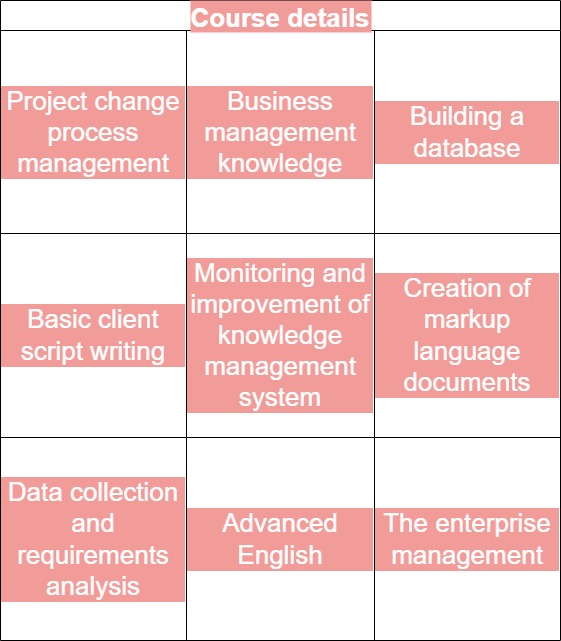 Course details
Project change
process
management
Business
management
knowledge
Building a
database
Basic client
script writing
Monitoring and
improvement of
knowledge
management
system
Creation of
markup
language
documents
Data collection
and
requirements
analysis
Advanced
English
The enterprise
management